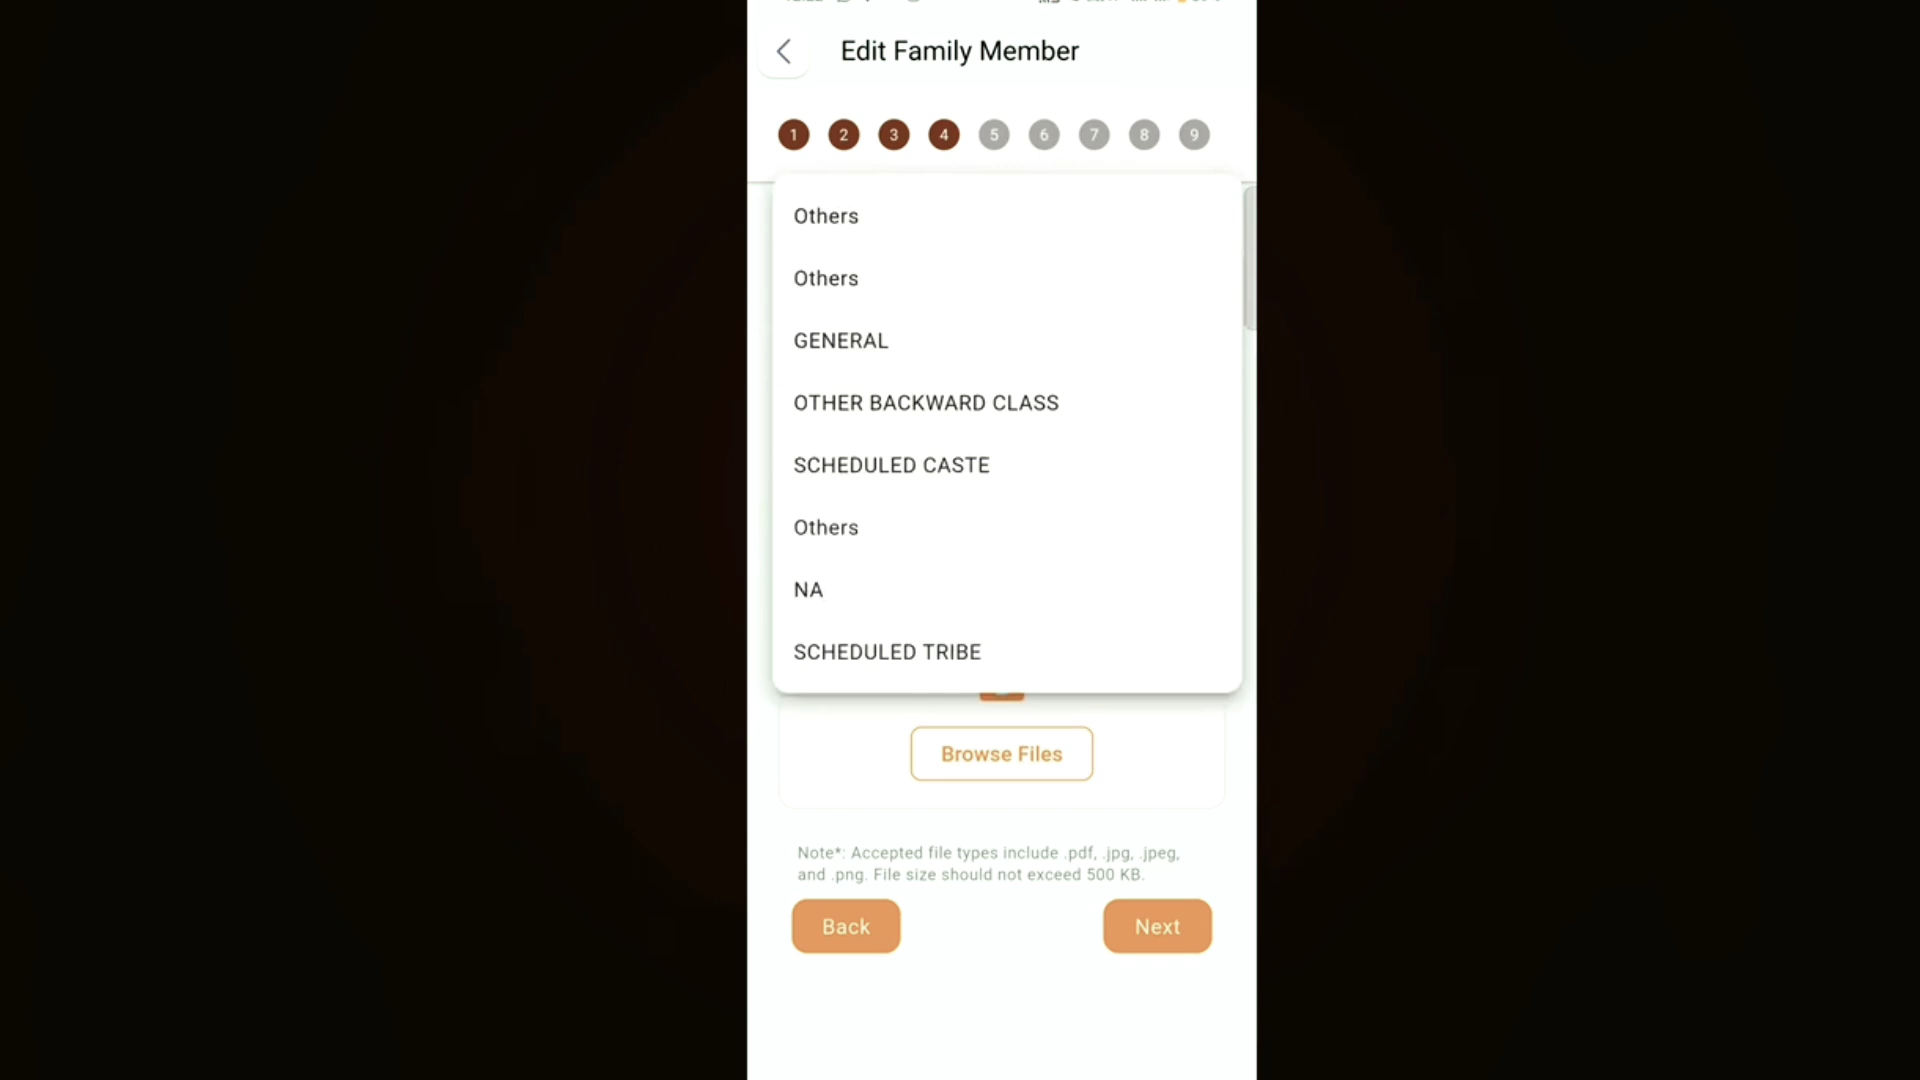 Edit Family Member
1 2 3 4 5 6 7 8 9
Others
Others
GENERAL
OTHER BACKWARD CLASS
SCHEDULED CASTE
Others
NA
SCHEDULED TRIBE
Browse Files
Note*: Accepted file types include .pdf, .jpg, .jpeg,
and .png. File size should not exceed 500 KB.
Back Next